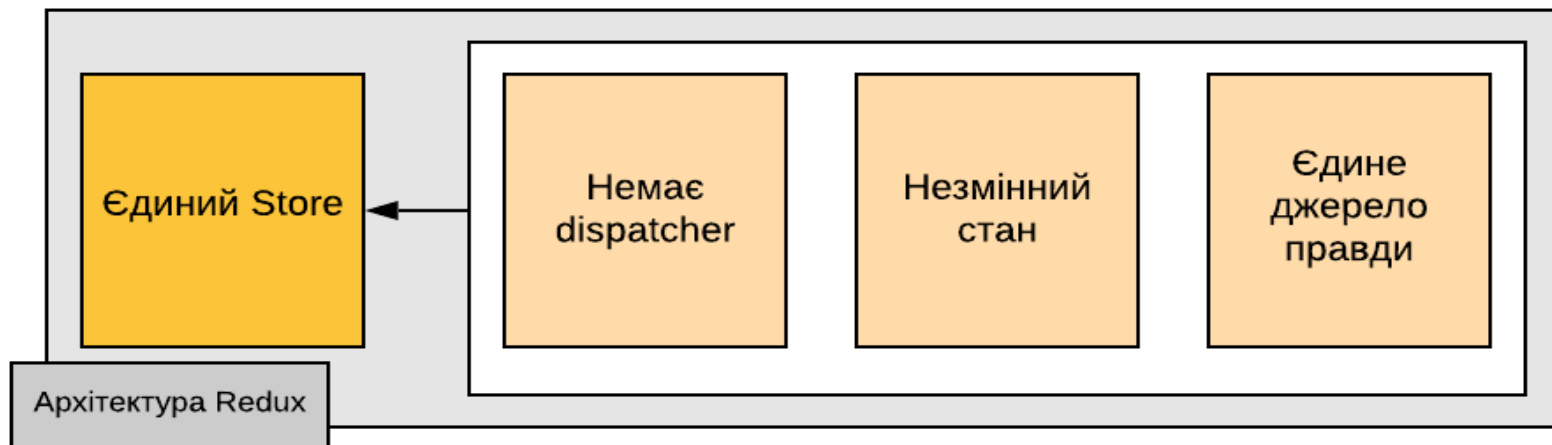 Єдиний Store
Немає
dispatcher
Незмінний
стан
Єдине
джерело
правди
Архітектура Redux